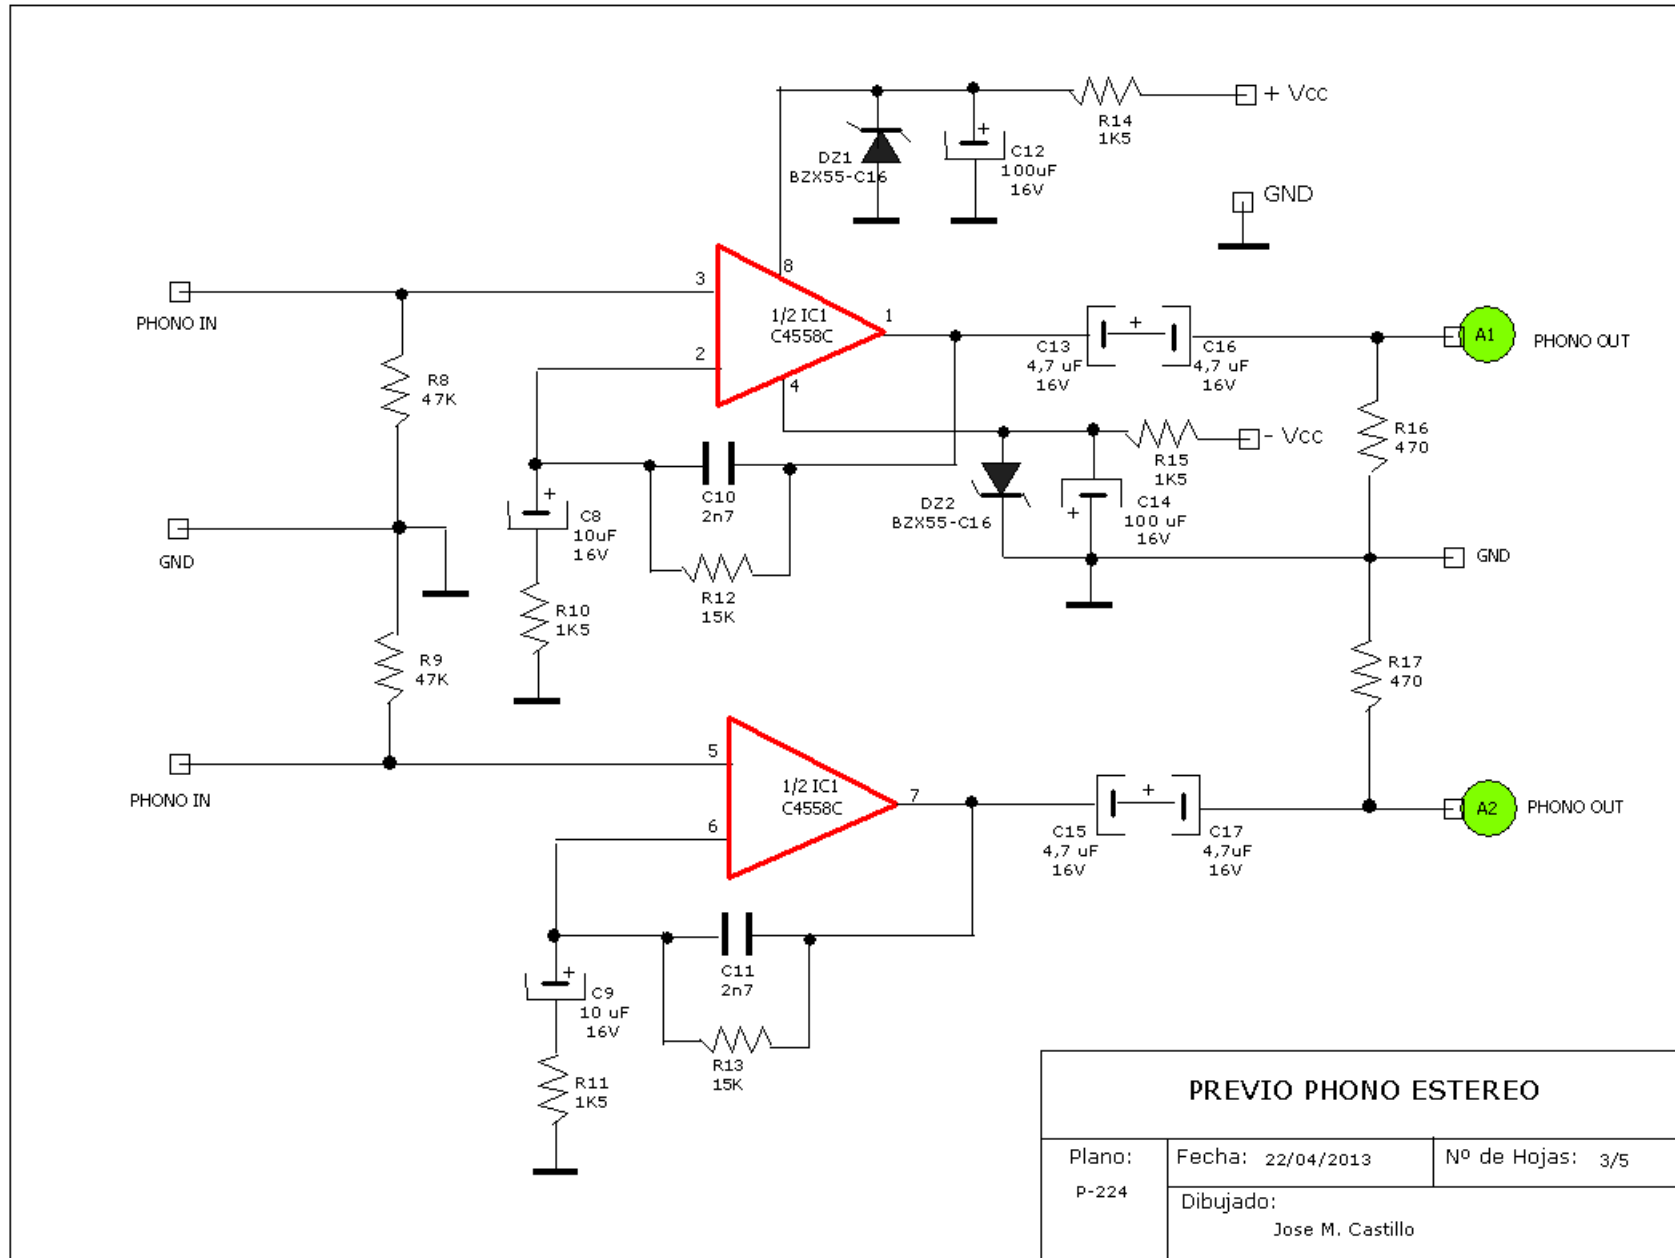 + Vcc
R14
1K5
DZ1
BZX55-C16
+
C12
100uF
16V
GND
8
3
PHONO IN
1/2 IC1
C4558C
1
2
4
+
C13
4,7 uF
16V
C16
4,7 uF
16V
A1
PHONO OUT
R8
47K
- Vcc
R15
1K5
R16
470
C10
2n7
DZ2
BZX55-C16
+
C14
100 uF
16V
+
C8
10uF
16V
GND
GND
R12
15K
R10
1K5
R9
47K
R17
470
5
PHONO IN
1/2 IC1
C4558C
7
6
+
C15
4,7 uF
16V
C17
4,7uF
16V
A2
PHONO OUT
C11
2n7
+
C9
10 uF
16V
R13
15K
R11
1K5
PREVIO PHONO ESTEREO
Plano:
P-224
Fecha: 22/04/2013
Nº de Hojas: 3/5
Dibujado:
Jose M. Castillo